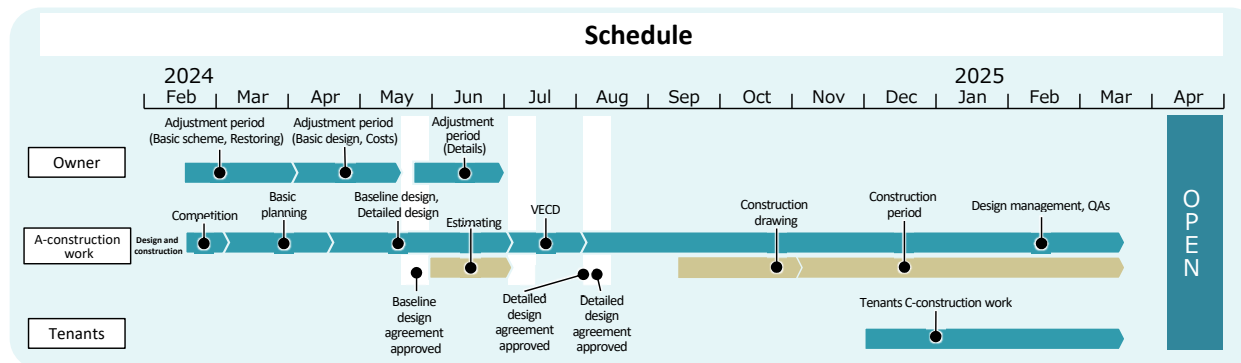 Schedule
2024
2025
Feb Mar Apr May Jun Jul Aug Sep Oct Nov Dec Jan Feb Mar Apr
Adjustment period
(Basic scheme, Restoring)
Adjustment period
(Basic design, Costs)
Adjustment
period
(Details)
Owner
Competition
Basic
planning
Baseline design,
Detailed design
Estimating
VECD
Construction
drawing
Construction
period
Design management, QAs
A-construction
work
Design and
construction
Baseline
design
agreement
approved
Detailed
design
agreement
approved
Detailed
design
agreement
approved
Tenants C-construction work
Tenants
O
P
E
N